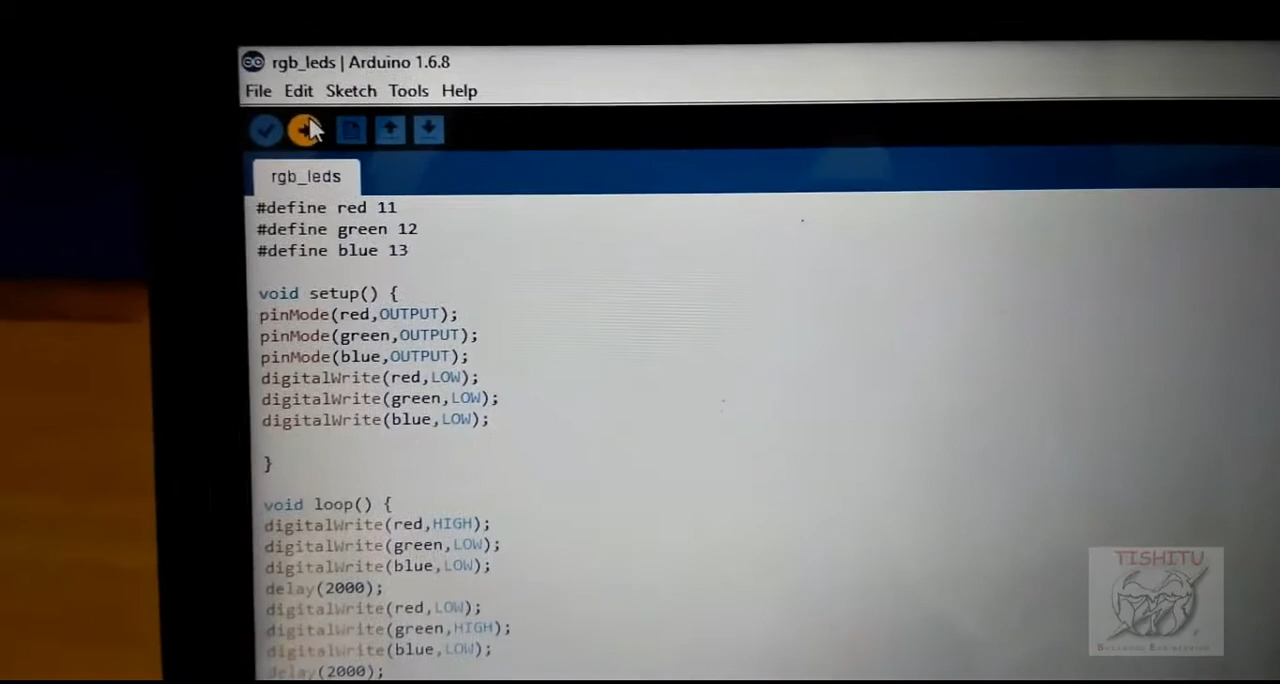 rgb_leds | Arduino 1.6.8
File Edit Sketch Tools Help
rgb_leds
#define red 11
#define green 12
#define blue 13
void setup() {
pinMode(red,OUTPUT);
pinMode(green,OUTPUT);
pinMode(blue,OUTPUT);
digitalWrite(red,LOW);
digitalWrite(green,LOW);
digitalWrite(blue,LOW);
}
void loop() {
digitalWrite(red,HIGH);
digitalWrite(green,LOW);
digitalWrite(blue,LOW);
delay(2000);
digitalWrite(red,LOW);
digitalWrite(green,HIGH);
digitalWrite(blue,LOW);
delay(2000);
TISHITU